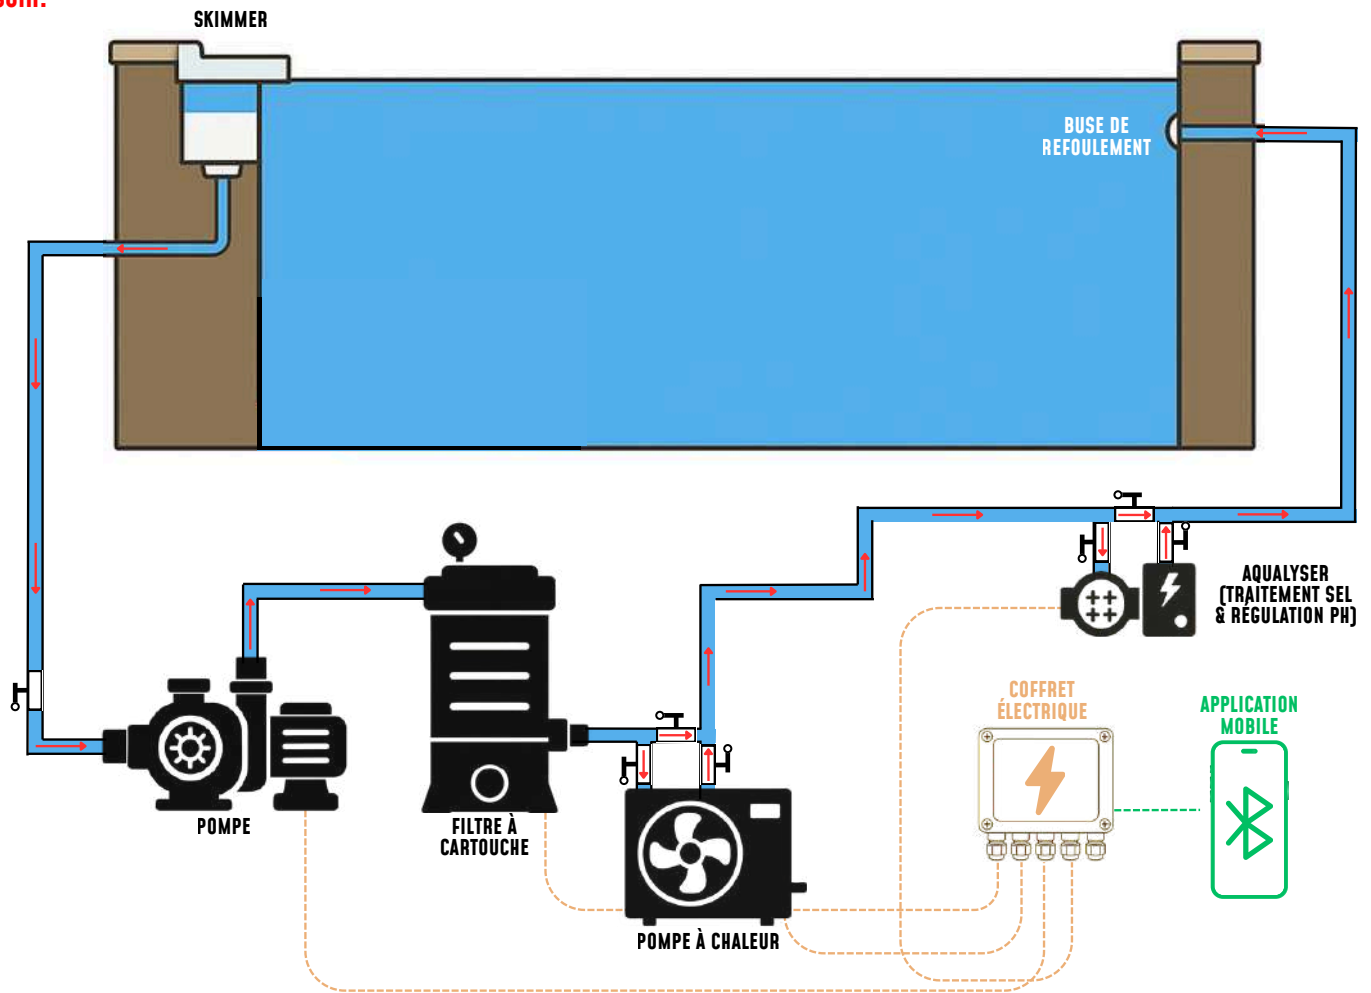 SKIMMER
BUSE DE
REFOULEMENT
AQUALYSER
(TRAITEMENT SEL
& RÉGULATION PH)
COFFRET
ÉLECTRIQUE
APPLICATION
MOBILE
POMPE
FILTRE À
CARTOUCHE
POMPE À CHALEUR